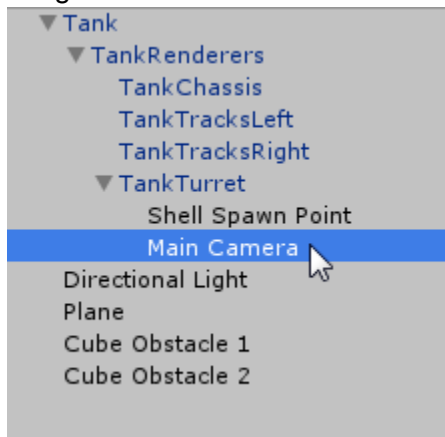 Tank
TankRenderers
TankChassis
TankTracksLeft
TankTracksRight
TankTurret
Shell Spawn Point
Main Camera
Directional Light
Plane
Cube Obstacle 1
Cube Obstacle 2